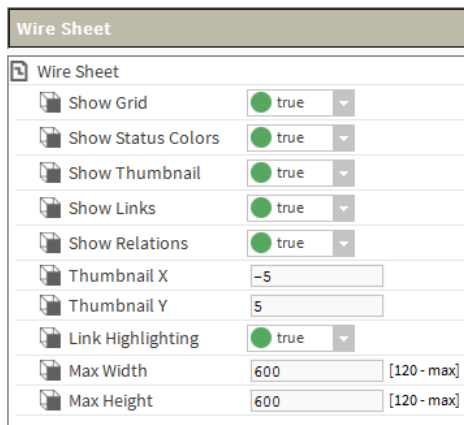 Wire Sheet
Wire Sheet
Show Grid true
Show Status Colors true
Show Thumbnail true
Show Links true
Show Relations true
Thumbnail X −5
Thumbnail Y 5
Link Highlighting true
Max Width 600 [120 - max]
Max Height 600 [120 - max]